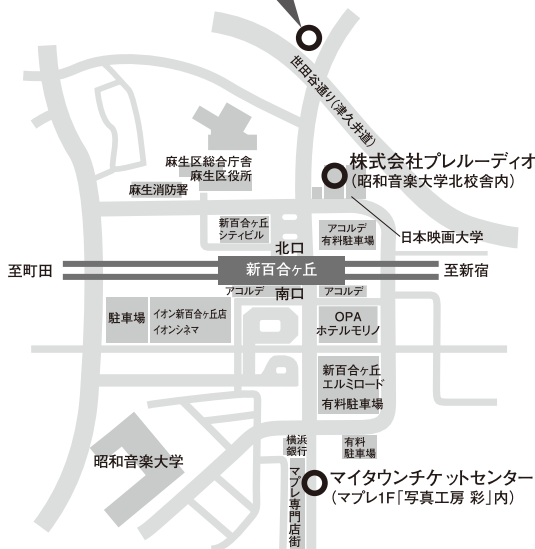 世田谷通り(津久井道)
麻生区総合庁舎
麻生区役所
麻生消防署
株式会社プレルーディオ
(昭和音楽大学北校舎内)
新百合ヶ丘
シティビル
アコルデ
有料駐車場
日本映画大学
北口
至町田
新百合ヶ丘
至新宿
アコルデ
南口
アコルデ
駐車場
イオン新百合ヶ丘店
イオンシネマ
OPA
ホテルモリノ
新百合ヶ丘
エルミロード
有料駐車場
昭和音楽大学
横浜
銀行
有料
駐車場
マプレ専門店街
マイタウンチケットセンター
(マプレ1F「写真工房 彩」内)